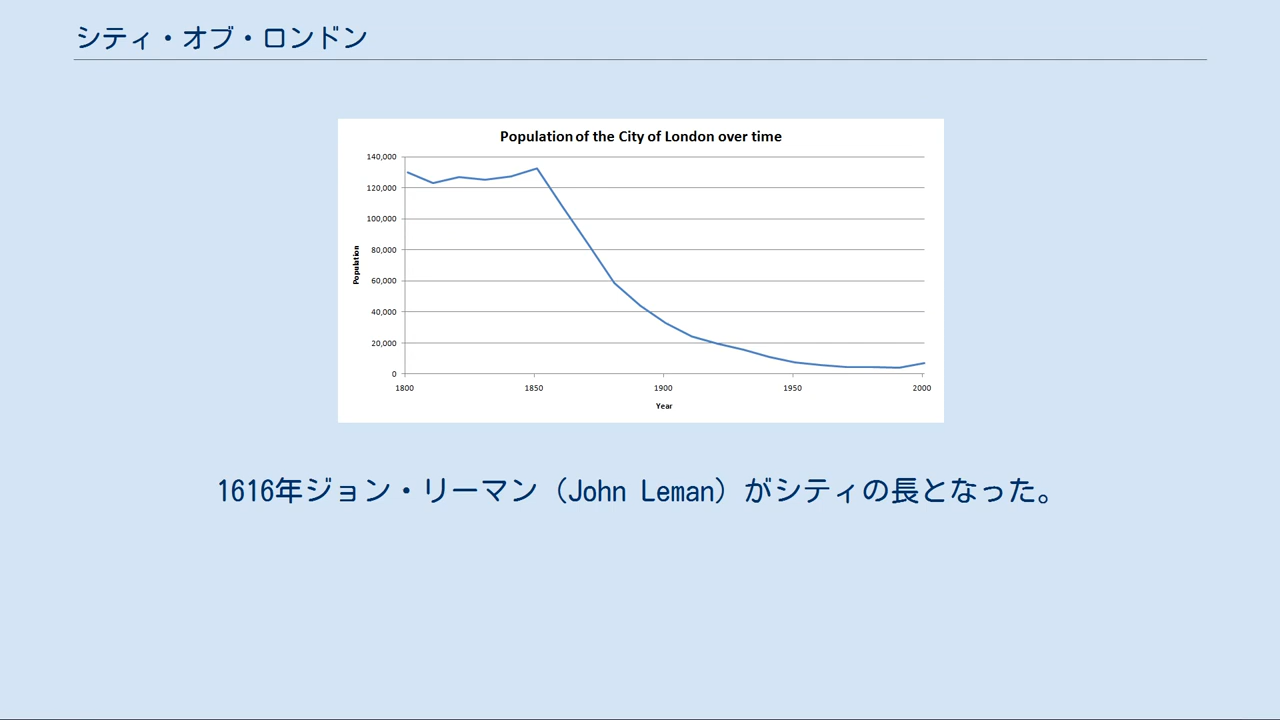 シティ・オブ・ロンドン
Population of the City of London over time
140,000
120,000
100,000
80,000
60,000
40,000
20,000
0
Population
1800 1850 1900 1950 2000
Year
1616年ジョン・リーマン（John Leman）がシティの長となった。